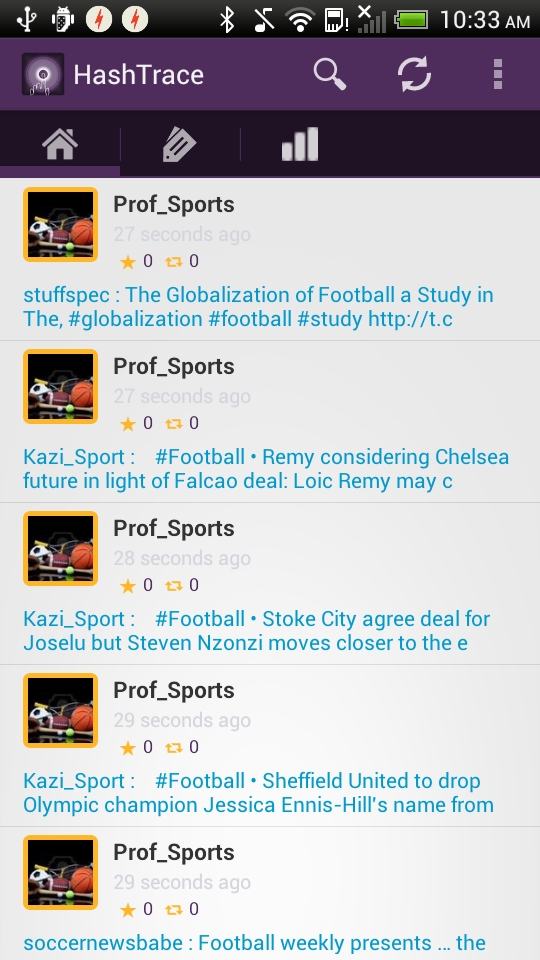 10:33 AM
HashTrace
Prof_Sports
27 seconds ago
0 0
stuffspec : The Globalization of Football a Study in
The, #globalization #football #study http://t.c
Prof_Sports
27 seconds ago
0 0
Kazi_Sport : #Football • Remy considering Chelsea
future in light of Falcao deal: Loic Remy may c
Prof_Sports
28 seconds ago
0 0
Kazi_Sport : #Football • Stoke City agree deal for
Joselu but Steven Nzonzi moves closer to the e
Prof_Sports
29 seconds ago
0 0
Kazi_Sport : #Football • Sheffield United to drop
Olympic champion Jessica Ennis-Hill's name from
Prof_Sports
29 seconds ago
0 0
soccernewsbabe : Football weekly presents ... the